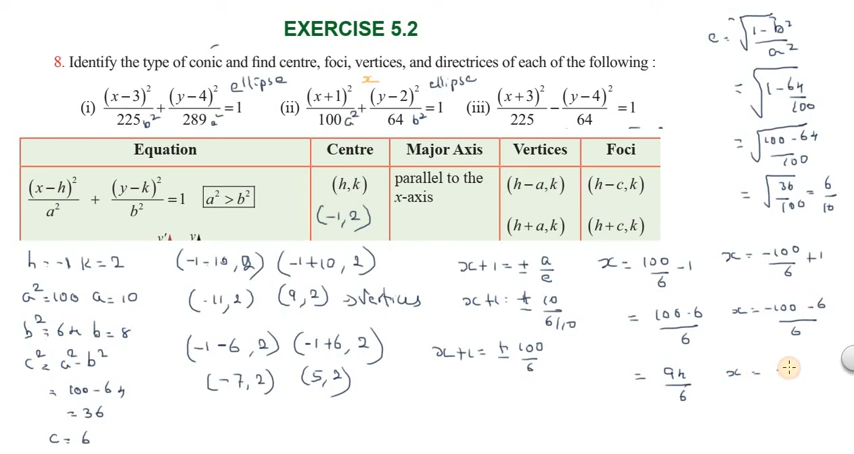 EXERCISE 5.2
8. Identify the type of conic and find centre, foci, vertices, and directrices of each of the following :
ellipse x ellipse
(i) (x−3)²/225 + (y−4)²/289 = 1 (ii) (x+1)²/100 + (y−2)²/64 = 1 (iii) (x+3)²/225 − (y−4)²/64 = 1
b² a² a² b²
Equation Centre Major Axis Vertices Foci
(x−h)²/a² + (y−k)²/b² = 1 a² > b² (h,k) parallel to the x-axis (h−a,k) (h−c,k)
(−1,2) (h+a,k) (h+c,k)
h = −1 k = 2
a² = 100 a = 10
b² = 64 b = 8
c² = a² − b²
= 100 − 64
= 36
c = 6
(−1−10, 2) (−1+10, 2)
(−11, 2) (9, 2) → vertices
(−1−6, 2) (−1+6, 2)
(−7, 2) (5, 2)
x+1 = ± a/e
x+1 = ± 10/6/10
x+1 = ± 100/6
x = 100/6 − 1
= 100−6/6
= 94/6
x = −100/6 + 1
x = −100−6/6
x =
e = √1−b²/a²
= √1−64/100
= √100−64/100
= √36/100 = 6/10